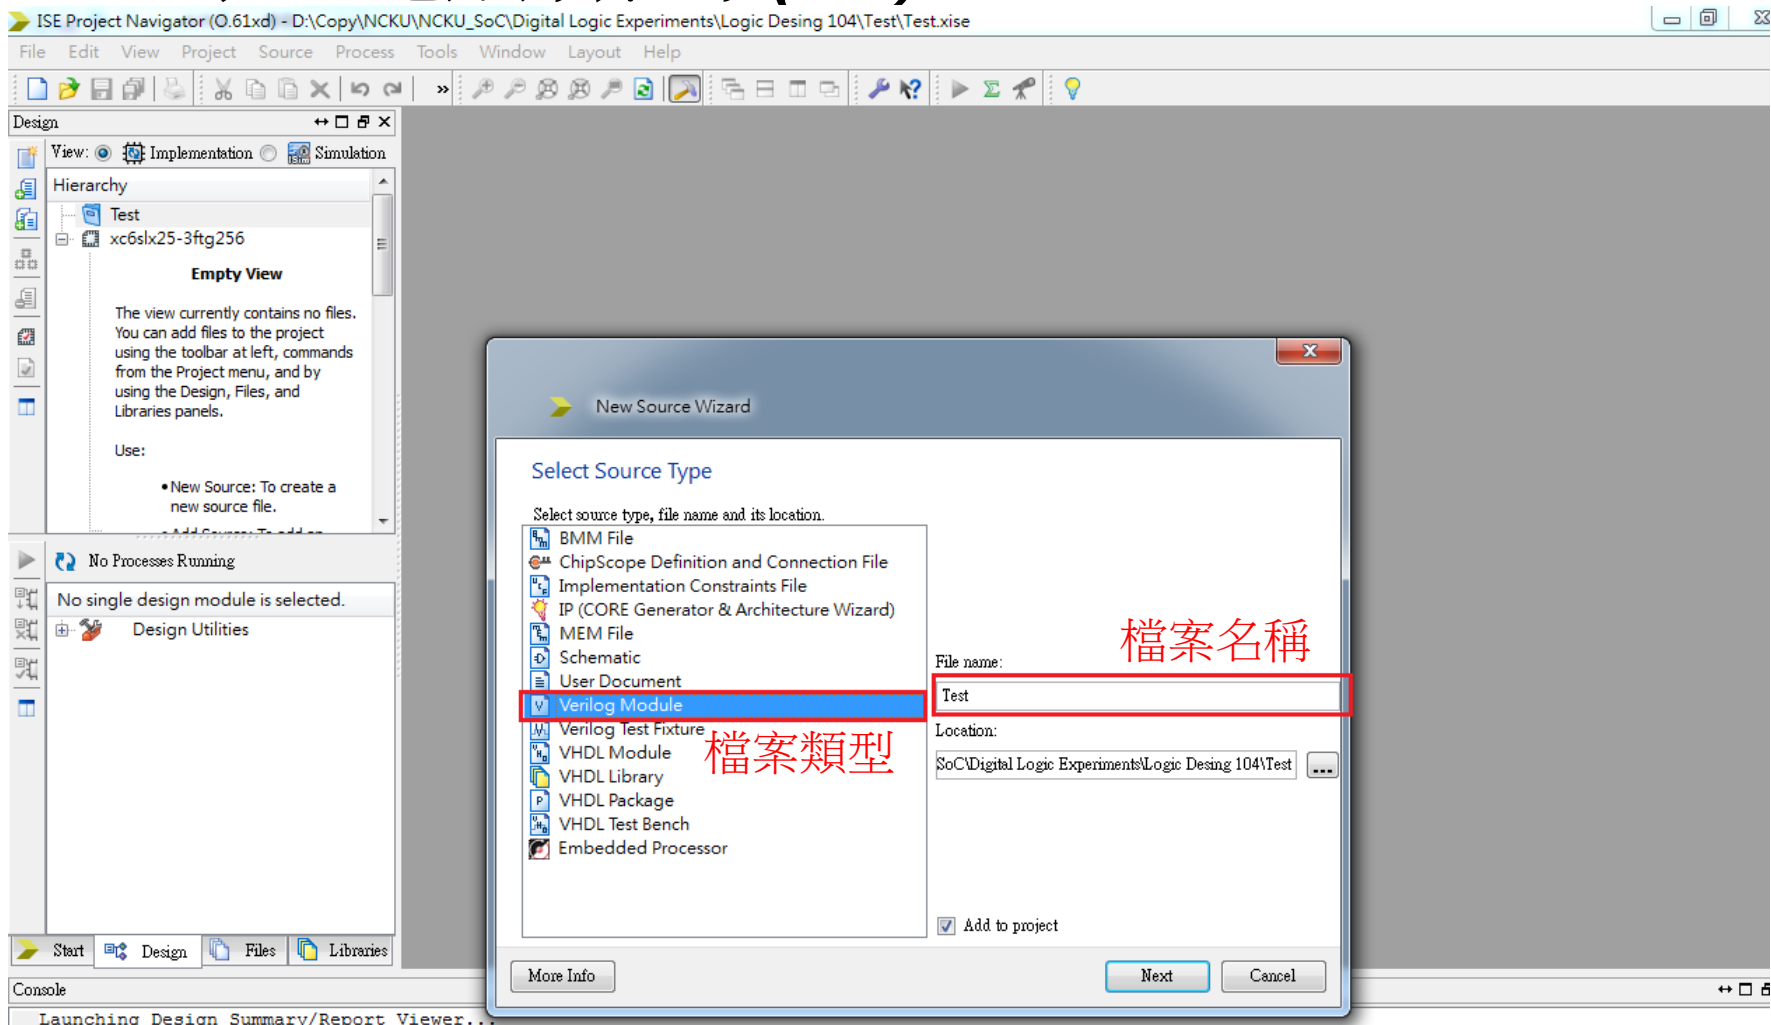 ISE Project Navigator (O.61xd) - D:\Copy\NCKU\NCKU_SoC\Digital Logic Experiments\Logic Desing 104\Test\Test.xise
File Edit View Project Source Process Tools Window Layout Help
Design
View: Implementation Simulation
Hierarchy
Test
xc6slx25-3ftg256
Empty View
The view currently contains no files.
You can add files to the project
using the toolbar at left, commands
from the Project menu, and by
using the Design, Files, and
Libraries panels.
Use:
•New Source: To create a
new source file.
No Processes Running
No single design module is selected.
Design Utilities
Start Design Files Libraries
Console
Launching Design Summary/Report Viewer...
New Source Wizard
Select Source Type
Select source type, file name and its location.
BMM File
ChipScope Definition and Connection File
Implementation Constraints File
IP (CORE Generator & Architecture Wizard)
MEM File
Schematic
User Document
Verilog Module
Verilog Test Fixture
VHDL Module
VHDL Library
VHDL Package
VHDL Test Bench
Embedded Processor
檔案類型
檔案名稱
File name:
Test
Location:
SoC\Digital Logic Experiments\Logic Desing 104\Test ...
Add to project
More Info Next Cancel